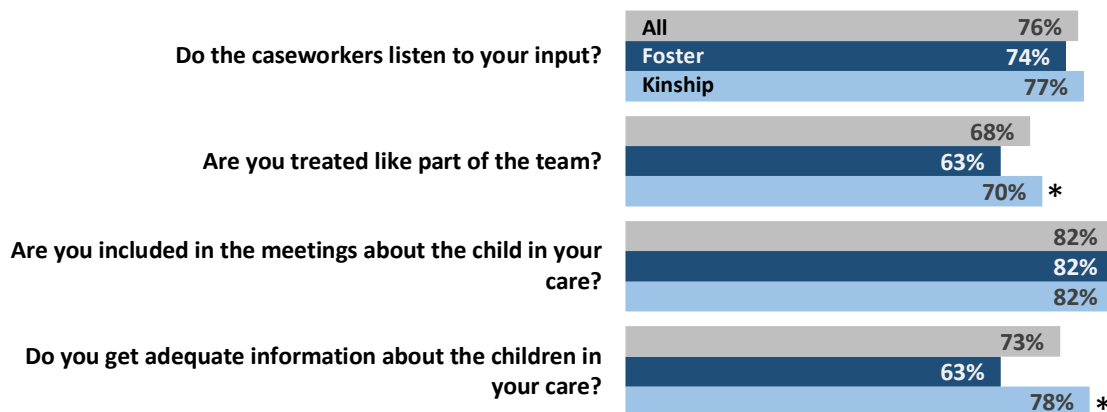 Do the caseworkers listen to your input?
All 76%
Foster 74%
Kinship 77%
Are you treated like part of the team?
68%
63%
70% *
Are you included in the meetings about the child in your
care?
82%
82%
82%
Do you get adequate information about the children in
your care?
73%
63%
78% *